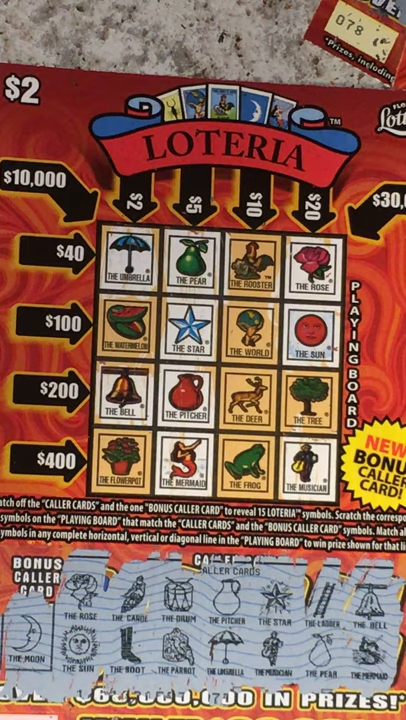 078
*Prizes, including
$2
LOTERIA™
$10,000
$30,
$2 $5 $10 $20
$40
THE UMBRELLA THE PEAR THE ROOSTER THE ROSE
$100
THE WATERMELON THE STAR THE WORLD THE SUN
PLAYING BOARD
$200
THE BELL THE PITCHER THE DEER THE TREE
$400
THE FLOWERPOT THE MERMAID THE FROG THE MUSICIAN
NEW
BONU
CALLER
CARD!
atch off the "CALLER CARDS" and the one "BONUS CALLER CARD" to reveal 15 LOTERIA™ symbols. Scratch the correspo
symbols on the "PLAYING BOARD" that match the "CALLER CARDS" and the "BONUS CALLER CARD" symbols. Match al
ymbols in any complete horizontal, vertical or diagonal line in the "PLAYING BOARD" to win prize shown for that li
BONUS
CALLER
CARD
CALLER CARDS
THE ROSE THE CANOE THE DRUM THE PITCHER THE STAR THE LADDER THE BELL
THE MOON THE SUN THE BOOT THE PARROT THE UMBRELLA THE MUSICIAN THE PEAR THE MERMAID
IN PRIZES!*